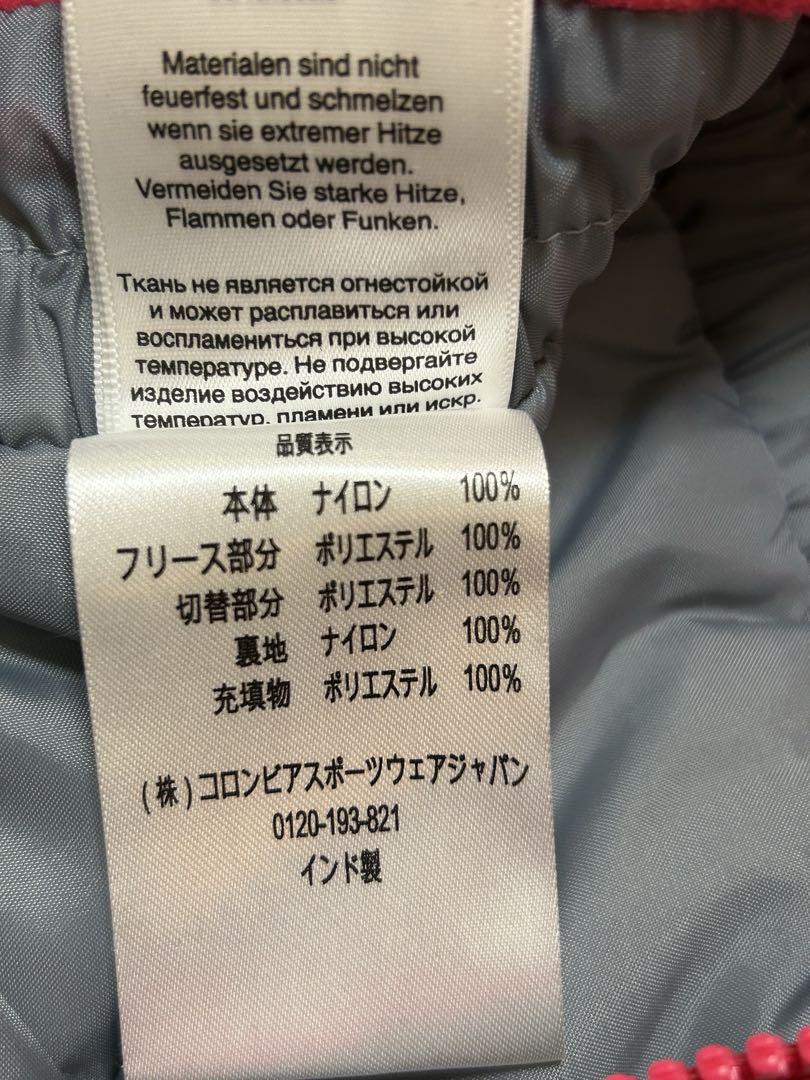 Materialen sind nicht
feuerfest und schmelzen
wenn sie extremer Hitze
ausgesetzt werden.
Vermeiden Sie starke Hitze,
Flammen oder Funken.
Ткань не является огнестойкой
и может расплавиться или
воспламениться при высокой
температуре. Не подвергайте
изделие воздействию высоких
температур, пламени или искр.
品質表示
本体 ナイロン 100%
フリース部分 ポリエステル 100%
切替部分 ポリエステル 100%
裏地 ナイロン 100%
充填物 ポリエステル 100%
(株)コロンビアスポーツウェアジャパン
0120-193-821
インド製